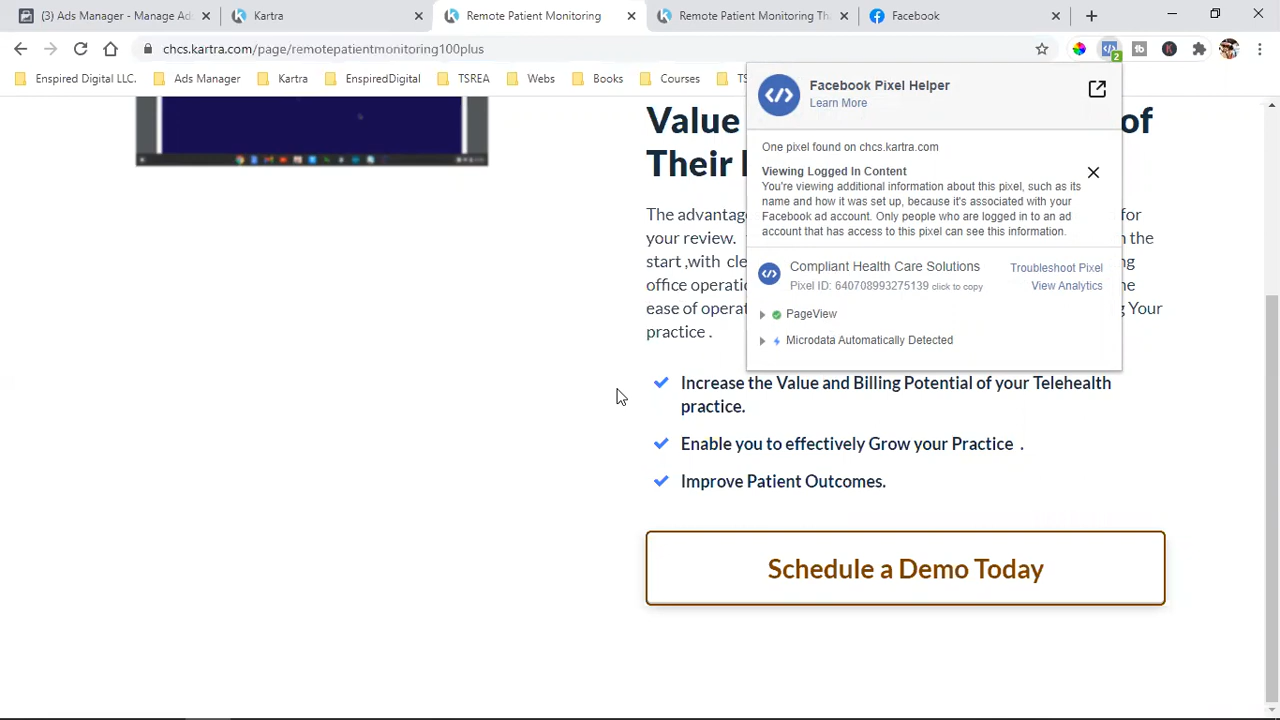 (3) Ads Manager - Manage Ad
Kartra
Remote Patient Monitoring
Remote Patient Monitoring Th
Facebook
chcs.kartra.com/page/remotepatientmonitoring100plus
2
Enspired Digital LLC.
Ads Manager
Kartra
EnspiredDigital
TSREA
Webs
Books
Courses
Facebook Pixel Helper
Learn More
One pixel found on chcs.kartra.com
Viewing Logged In Content
You're viewing additional information about this pixel, such as its
name and how it was set up, because it's associated with your
Facebook ad account. Only people who are logged in to an ad
account that has access to this pixel can see this information.
Compliant Health Care Solutions
Troubleshoot Pixel
Pixel ID: 640708993275139 click to copy
View Analytics
PageView
Microdata Automatically Detected
Value of
Their
The advantag for
your review. n the
start ,with cle ng
office operati ne
ease of operat g Your
practice .
Increase the Value and Billing Potential of your Telehealth
practice.
Enable you to effectively Grow your Practice .
Improve Patient Outcomes.
Schedule a Demo Today